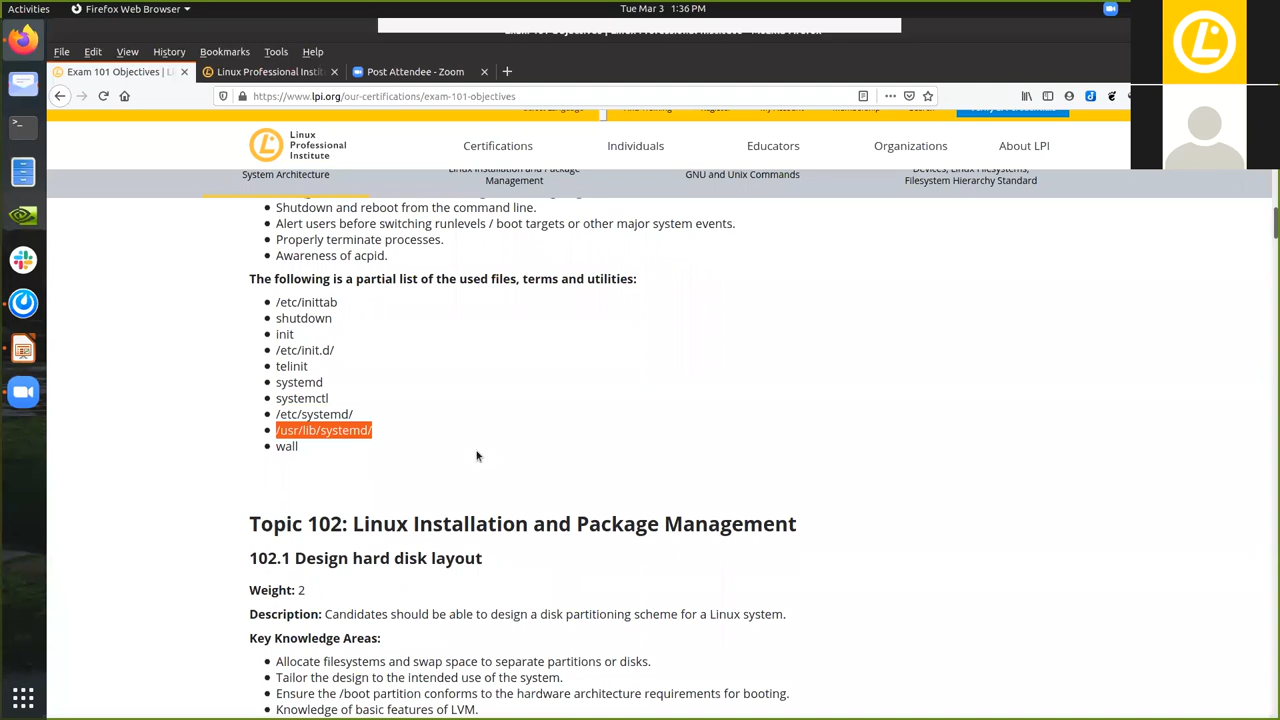 Activities
Firefox Web Browser
Tue Mar 3 1:36 PM
File Edit View History Bookmarks Tools Help
Exam 101 Objectives | Li
Linux Professional Instit
Post Attendee - Zoom
https://www.lpi.org/our-certifications/exam-101-objectives
Linux
Professional
Institute
Certifications
Individuals
Educators
Organizations
About LPI
System Architecture
Linux Installation and Package
Management
GNU and Unix Commands
Devices, Linux Filesystems,
Filesystem Hierarchy Standard
Shutdown and reboot from the command line.
Alert users before switching runlevels / boot targets or other major system events.
Properly terminate processes.
Awareness of acpid.
The following is a partial list of the used files, terms and utilities:
/etc/inittab
shutdown
init
/etc/init.d/
telinit
systemd
systemctl
/etc/systemd/
/usr/lib/systemd/
wall
Topic 102: Linux Installation and Package Management
102.1 Design hard disk layout
Weight: 2
Description: Candidates should be able to design a disk partitioning scheme for a Linux system.
Key Knowledge Areas:
Allocate filesystems and swap space to separate partitions or disks.
Tailor the design to the intended use of the system.
Ensure the /boot partition conforms to the hardware architecture requirements for booting.
Knowledge of basic features of LVM.